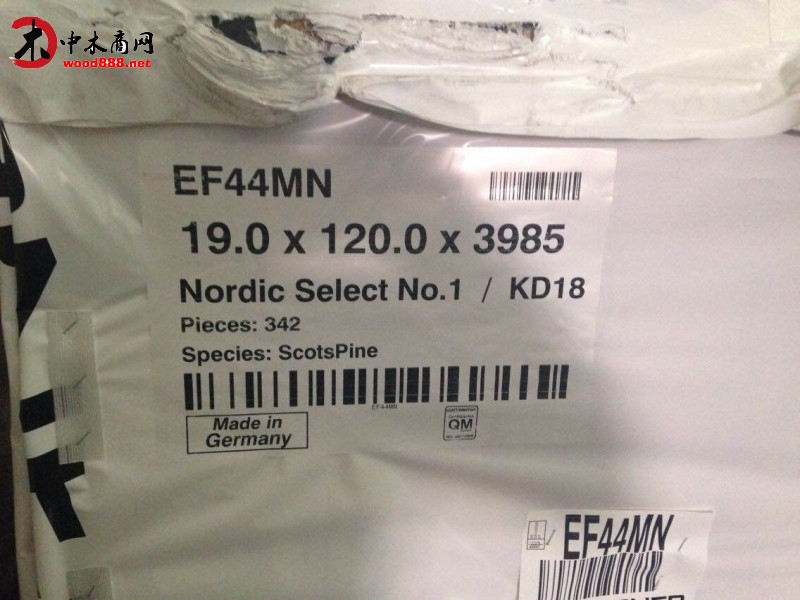 木 中木商网
wood888.net
EF44MN
19.0 x 120.0 x 3985
Nordic Select No.1 / KD18
Pieces: 342
Species: ScotsPine
EF44MN
Made in
Germany
QM
EF44MN